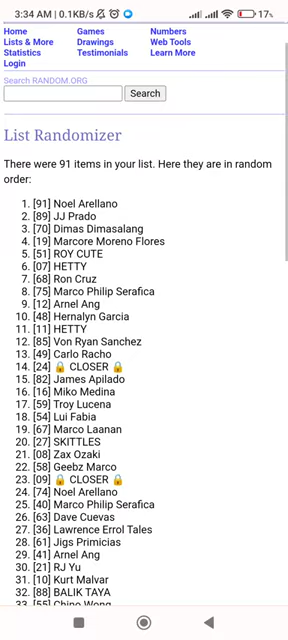 3:34 AM | 0.1KB/s
17%
Home Games Numbers
Lists & More Drawings Web Tools
Statistics Testimonials Learn More
Login
Search RANDOM.ORG
Search
List Randomizer
There were 91 items in your list. Here they are in random
order:
1. [91] Noel Arellano
2. [89] JJ Prado
3. [70] Dimas Dimasalang
4. [19] Marcore Moreno Flores
5. [51] ROY CUTE
6. [07] HETTY
7. [68] Ron Cruz
8. [75] Marco Philip Serafica
9. [12] Arnel Ang
10. [48] Hernalyn Garcia
11. [11] HETTY
12. [85] Von Ryan Sanchez
13. [49] Carlo Racho
14. [24] 🔒 CLOSER 🔒
15. [82] James Apilado
16. [16] Miko Medina
17. [59] Troy Lucena
18. [54] Lui Fabia
19. [67] Marco Laanan
20. [27] SKITTLES
21. [08] Zax Ozaki
22. [58] Geebz Marco
23. [09] 🔒 CLOSER 🔒
24. [74] Noel Arellano
25. [40] Marco Philip Serafica
26. [63] Dave Cuevas
27. [36] Lawrence Errol Tales
28. [61] Jigs Primicias
29. [41] Arnel Ang
30. [21] RJ Yu
31. [10] Kurt Malvar
32. [88] BALIK TAYA
33. [55] Chino Wong